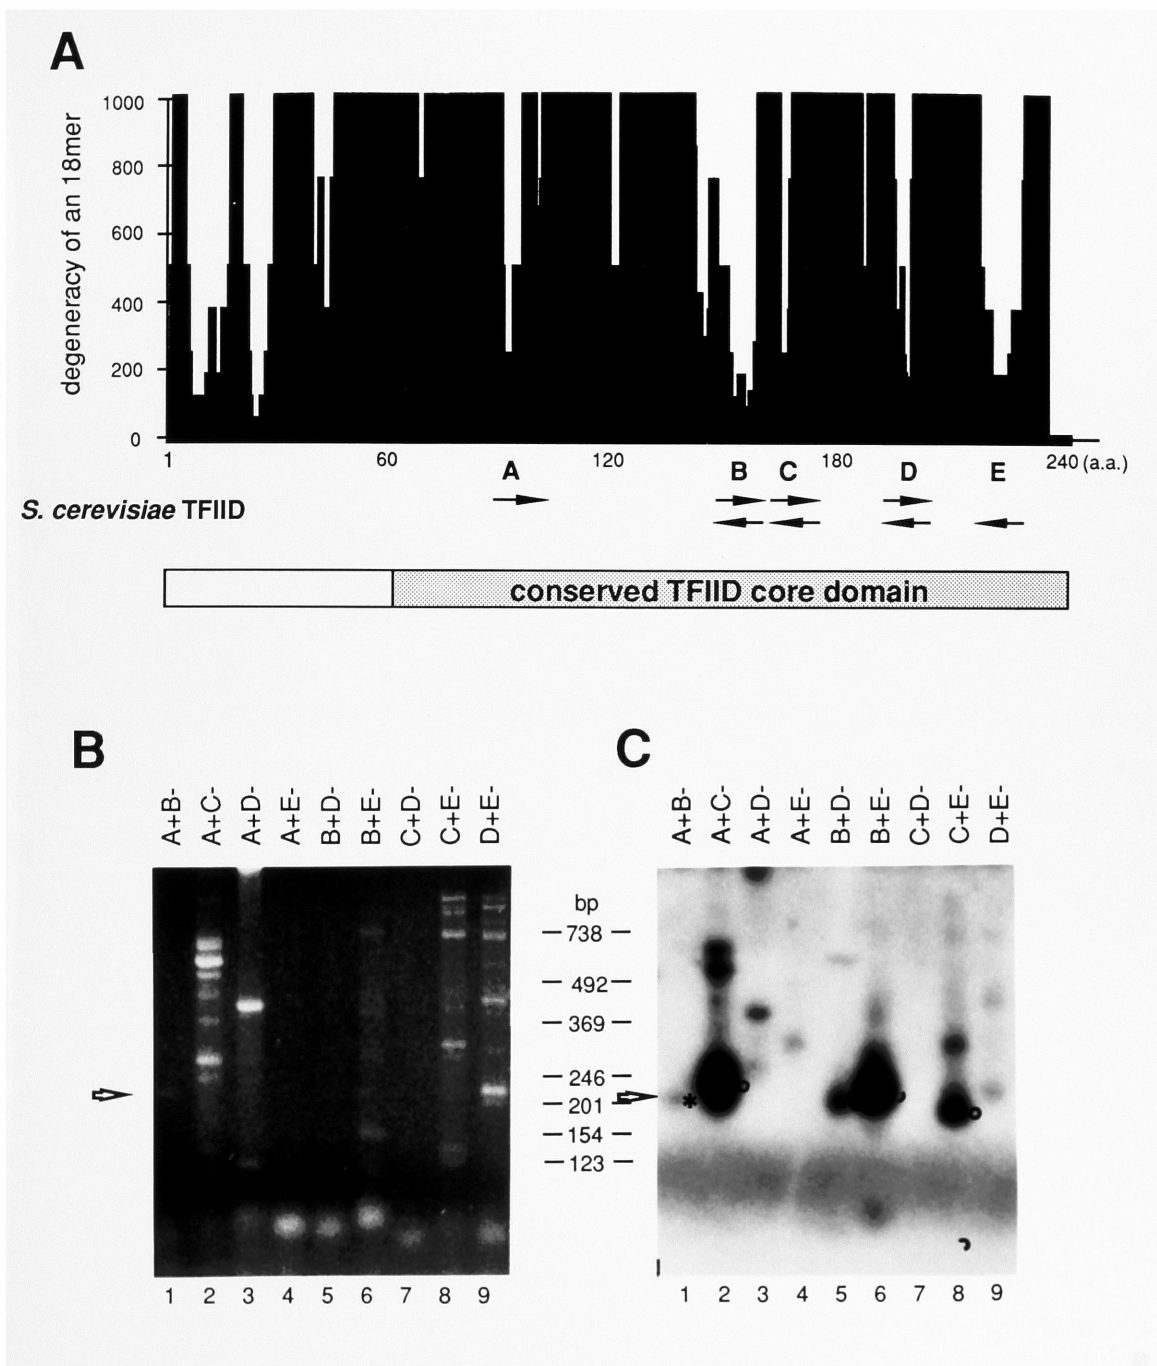 A
degeneracy of an 18mer
1000
800
600
400
200
0
1 60 120 180 240 (a.a.)
A B C D E
S. cerevisiae TFIID
conserved TFIID core domain
B
A+B- A+C- A+D- A+E- B+D- B+E- C+D- C+E- D+E-
1 2 3 4 5 6 7 8 9
bp
738
492
369
246
201
154
123
C
A+B- A+C- A+D- A+E- B+D- B+E- C+D- C+E- D+E-
*
1 2 3 4 5 6 7 8 9